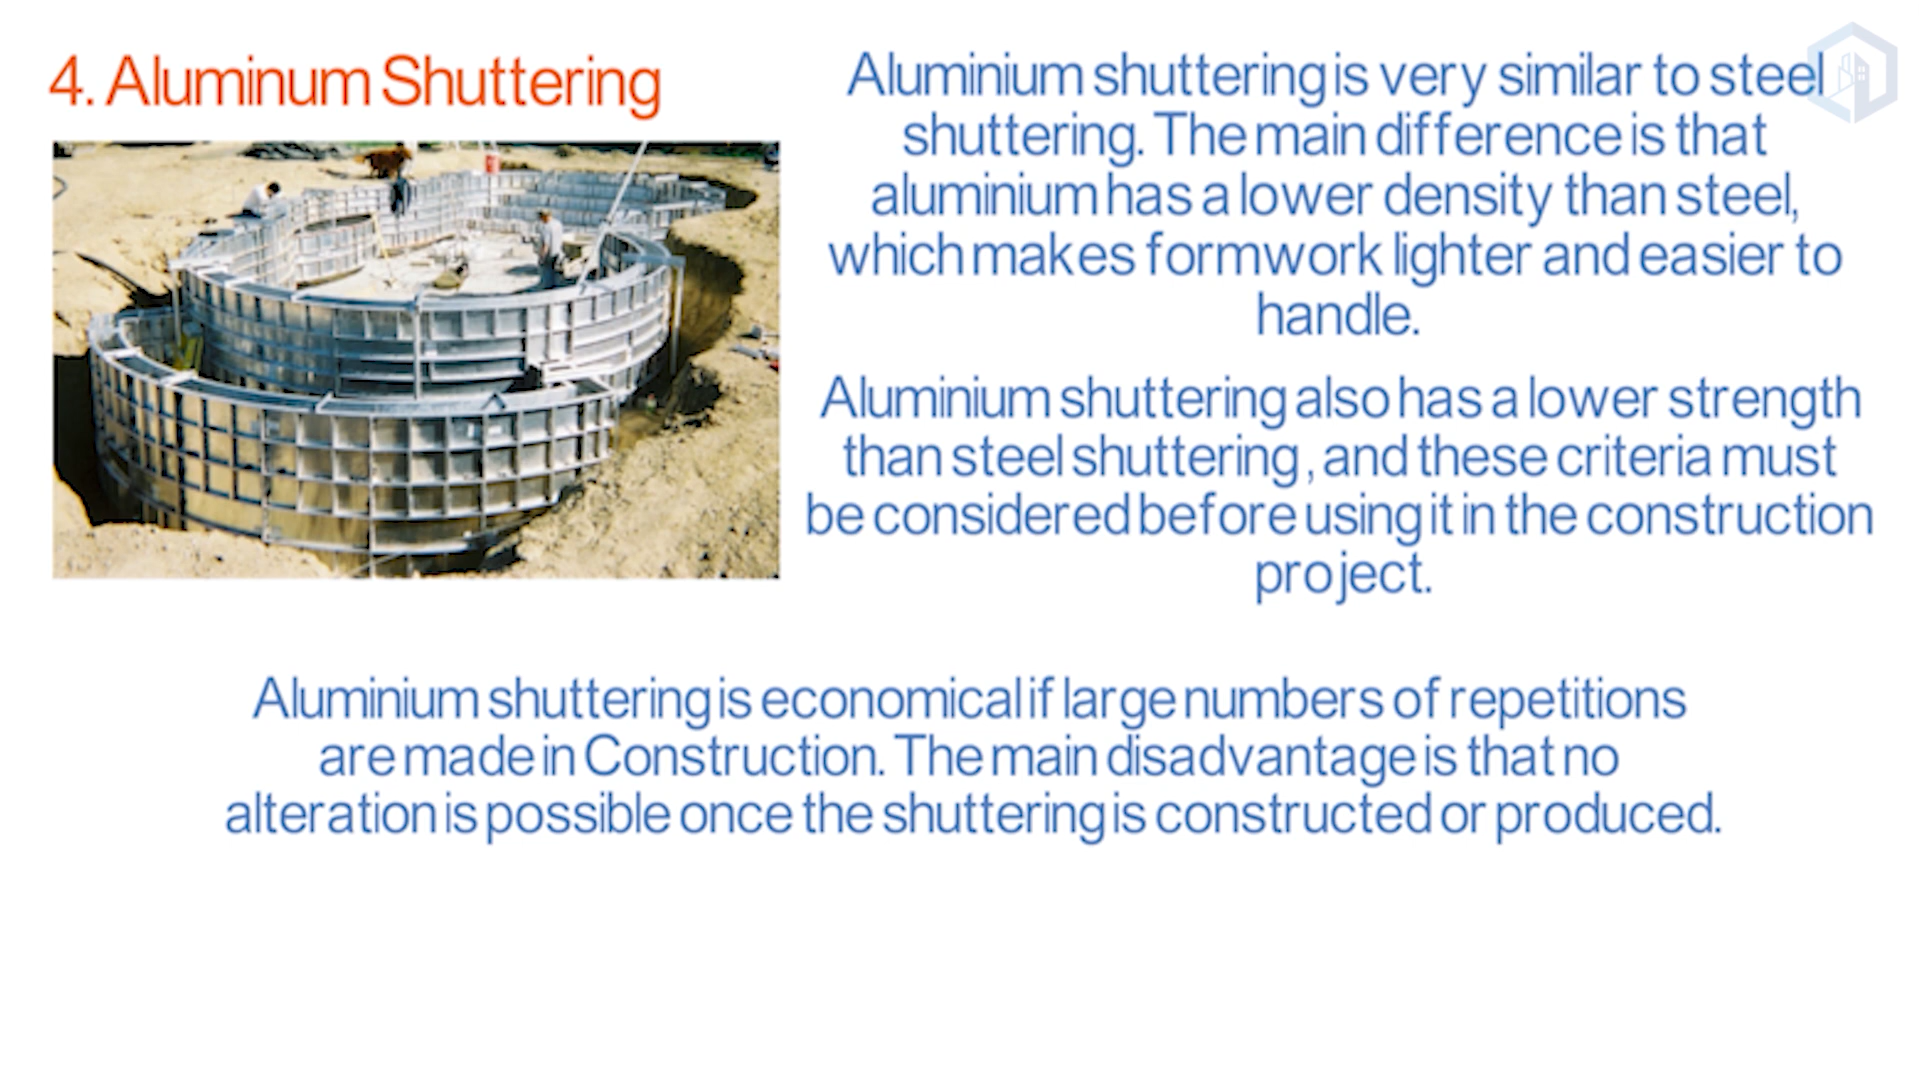 4. Aluminum Shuttering
Aluminium shuttering is very similar to steel
shuttering. The main difference is that
aluminium has a lower density than steel,
which makes formwork lighter and easier to
handle.
Aluminium shuttering also has a lower strength
than steel shuttering, and these criteria must
be considered before using it in the construction
project.
Aluminium shuttering is economical if large numbers of repetitions
are made in Construction. The main disadvantage is that no
alteration is possible once the shuttering is constructed or produced.